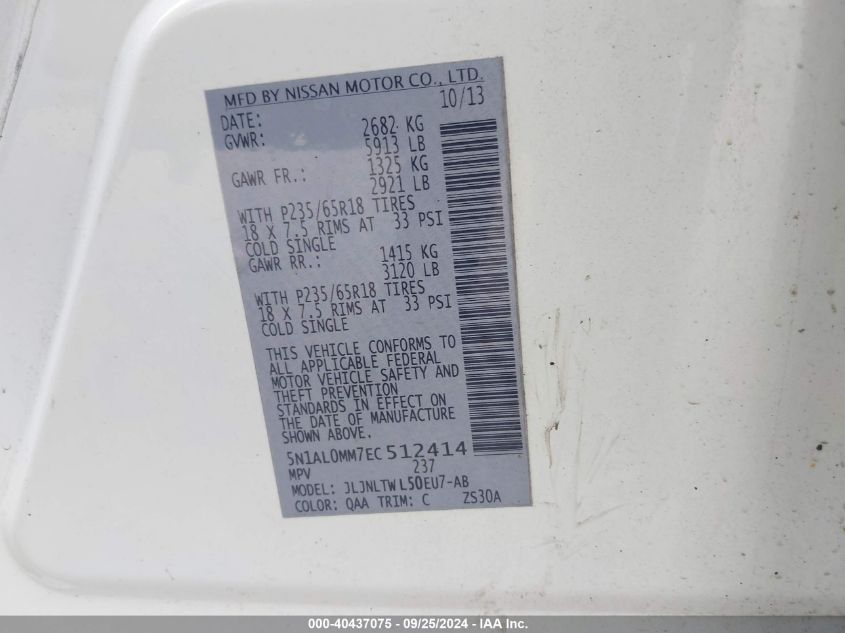 MFD BY NISSAN MOTOR CO., LTD.
DATE: 10/13
GVWR: 2682 KG
5913 LB
GAWR FR.: 1325 KG
2921 LB
WITH P235/65R18 TIRES
18 X 7.5 RIMS AT 33 PSI
COLD SINGLE
GAWR RR.: 1415 KG
3120 LB
WITH P235/65R18 TIRES
18 X 7.5 RIMS AT 33 PSI
COLD SINGLE
THIS VEHICLE CONFORMS TO
ALL APPLICABLE FEDERAL
MOTOR VEHICLE SAFETY AND
THEFT PREVENTION
STANDARDS IN EFFECT ON
THE DATE OF MANUFACTURE
SHOWN ABOVE.
5N1AL0MM7EC512414
MPV 237
MODEL: JLJNLTWL50EU7-AB
COLOR: QAA TRIM: C ZS30A
000-40437075 - 09/25/2024 - IAA Inc.